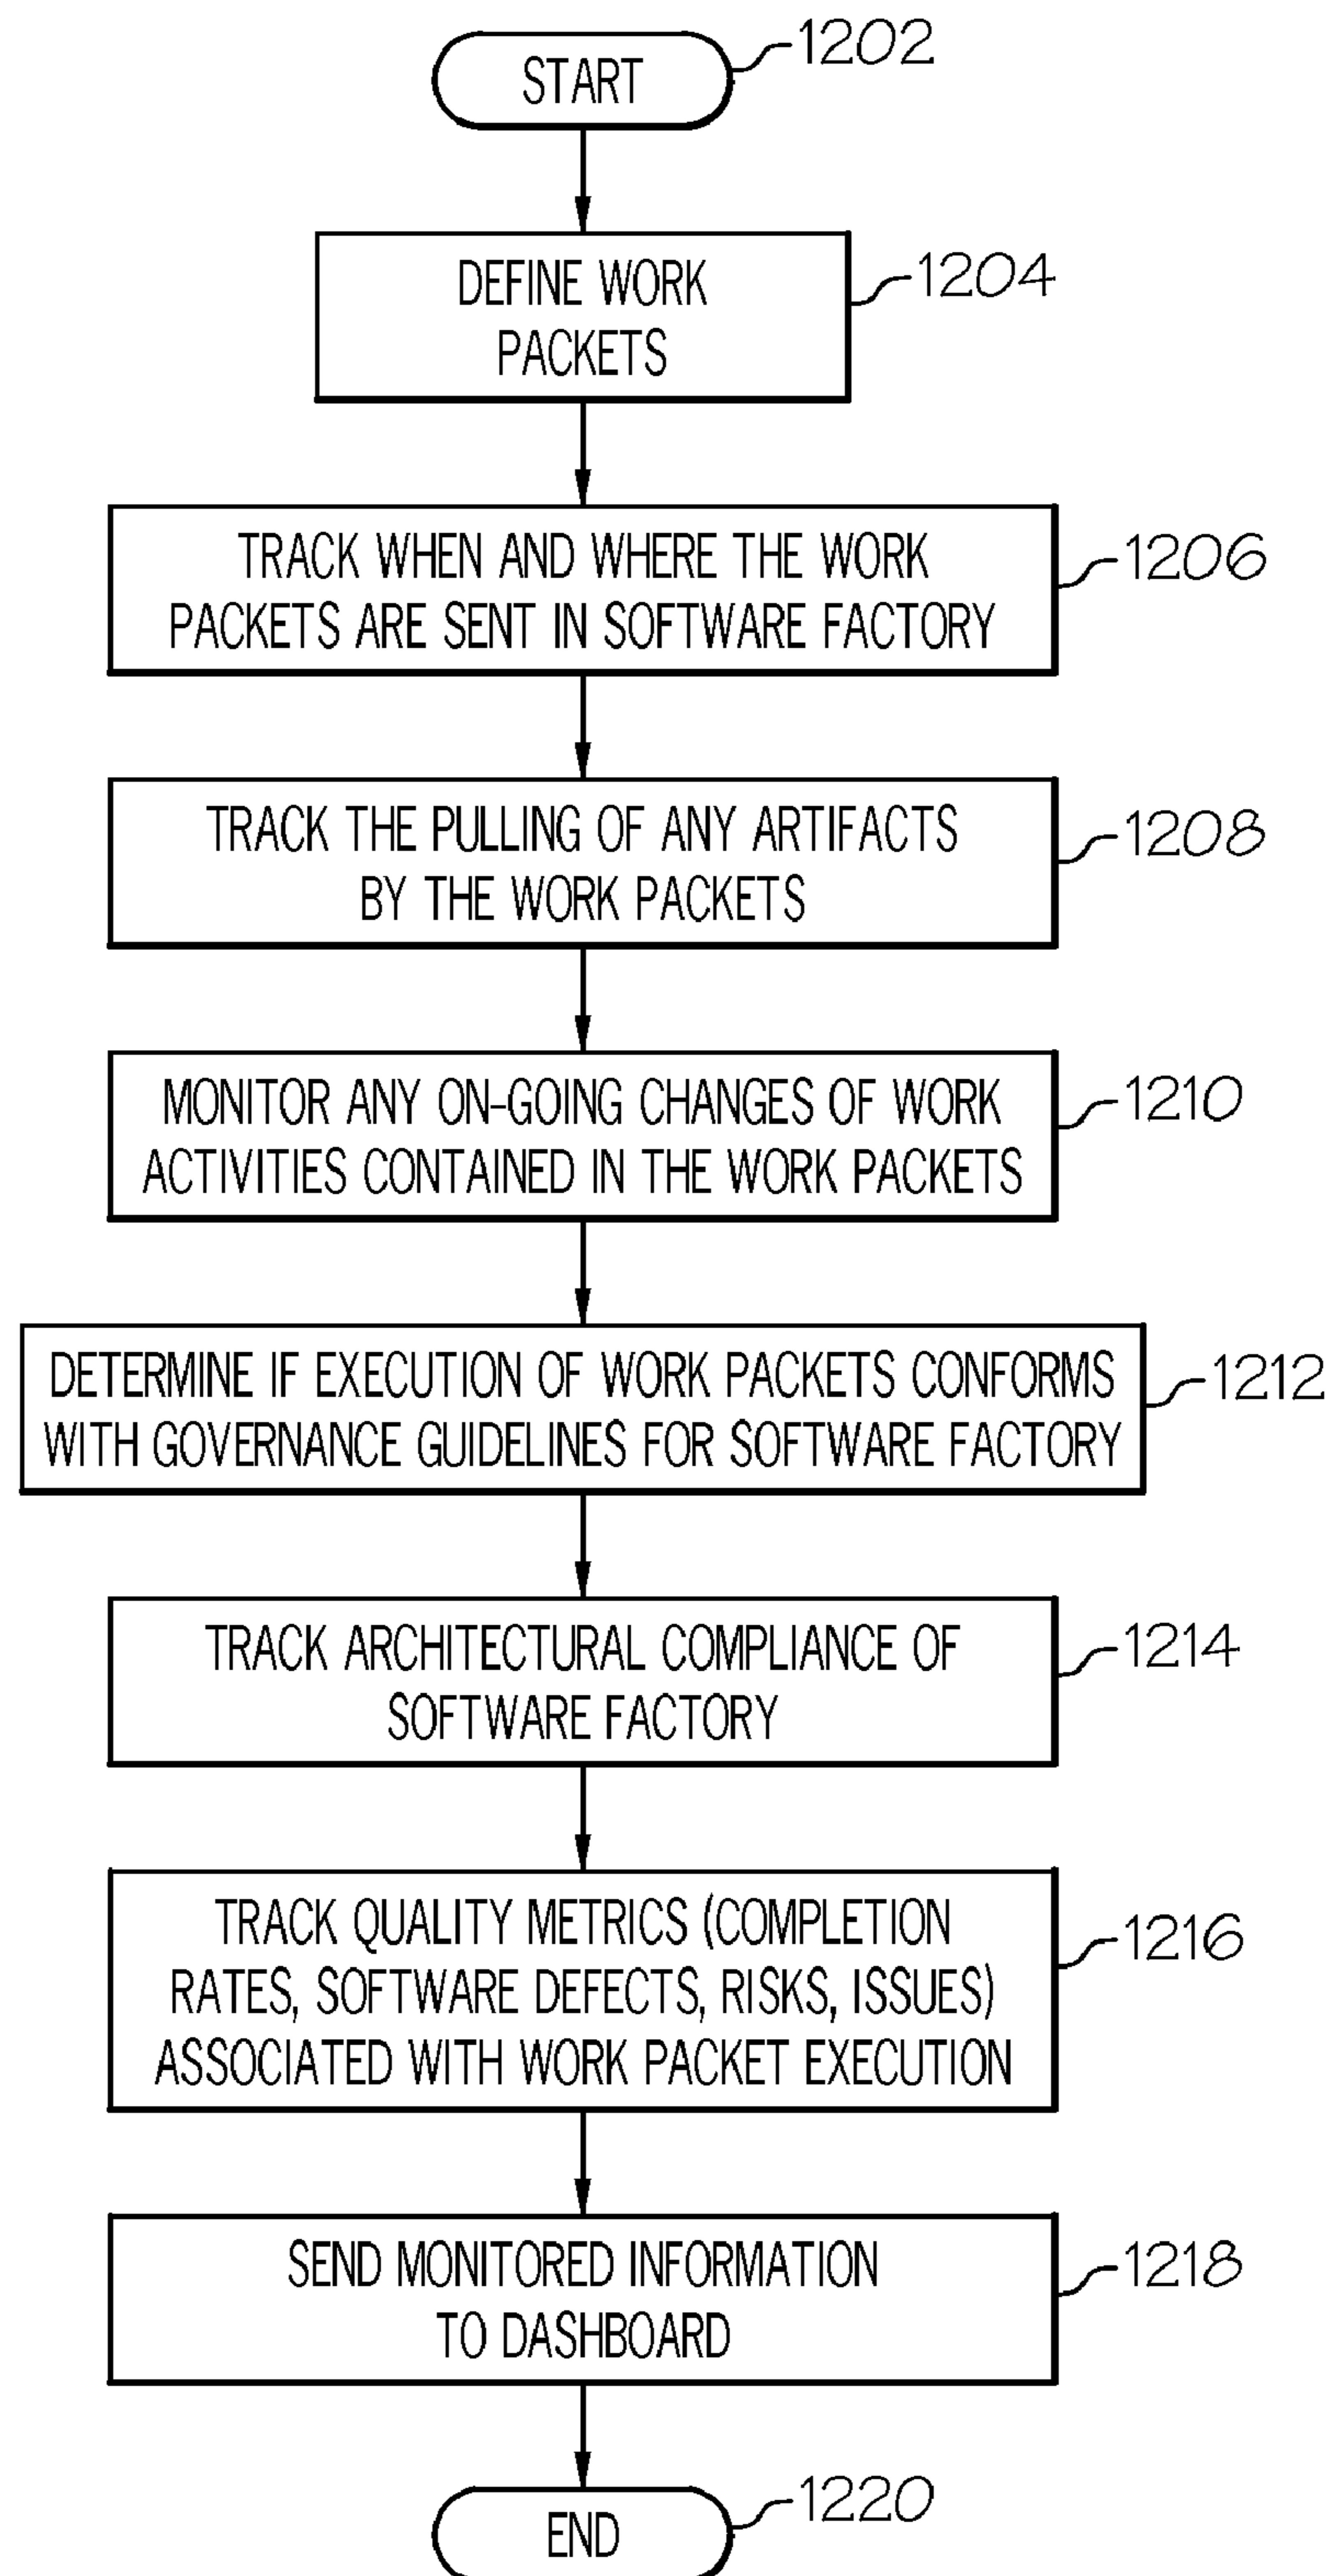 START
1202
DEFINE WORK
PACKETS
1204
TRACK WHEN AND WHERE THE WORK
PACKETS ARE SENT IN SOFTWARE FACTORY
1206
TRACK THE PULLING OF ANY ARTIFACTS
BY THE WORK PACKETS
1208
MONITOR ANY ON-GOING CHANGES OF WORK
ACTIVITIES CONTAINED IN THE WORK PACKETS
1210
DETERMINE IF EXECUTION OF WORK PACKETS CONFORMS
WITH GOVERNANCE GUIDELINES FOR SOFTWARE FACTORY
1212
TRACK ARCHITECTURAL COMPLIANCE OF
SOFTWARE FACTORY
1214
TRACK QUALITY METRICS (COMPLETION
RATES, SOFTWARE DEFECTS, RISKS, ISSUES)
ASSOCIATED WITH WORK PACKET EXECUTION
1216
SEND MONITORED INFORMATION
TO DASHBOARD
1218
END
1220